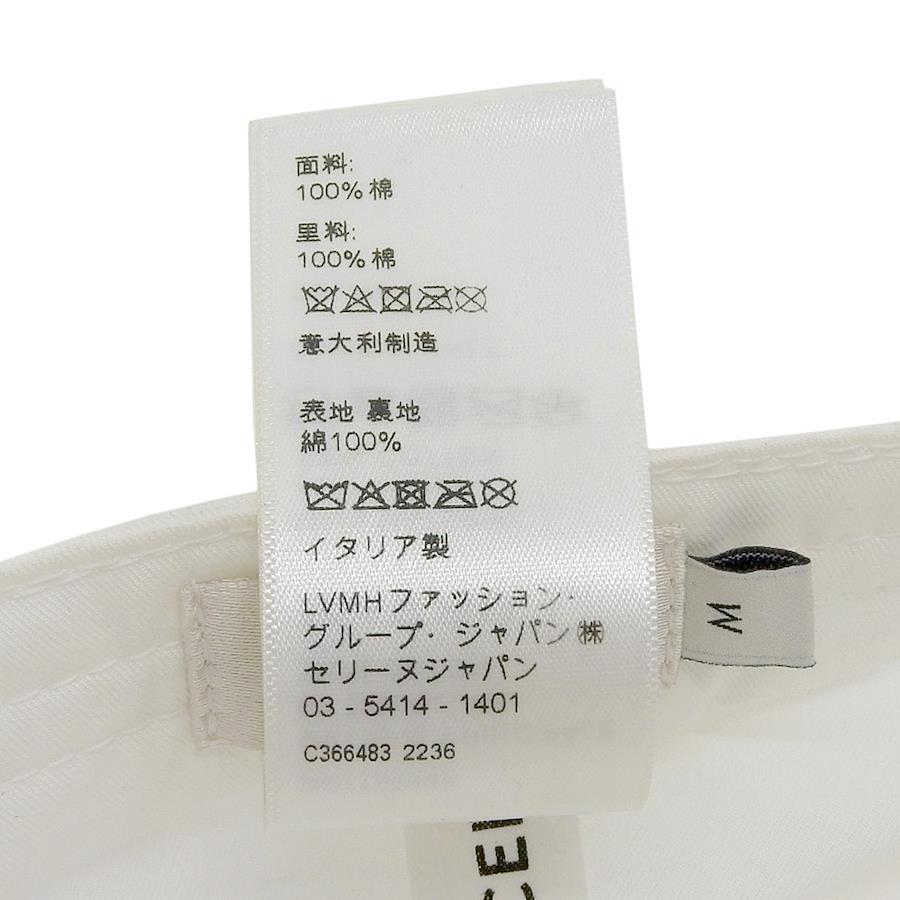 面料:
100% 棉
里料:
100% 棉
意大利制造
表地 裏地
綿100%
イタリア製
LVMHファッション・
グループ・ジャパン㈱
セリーヌジャパン
03 - 5414 - 1401
C366483 2236
M